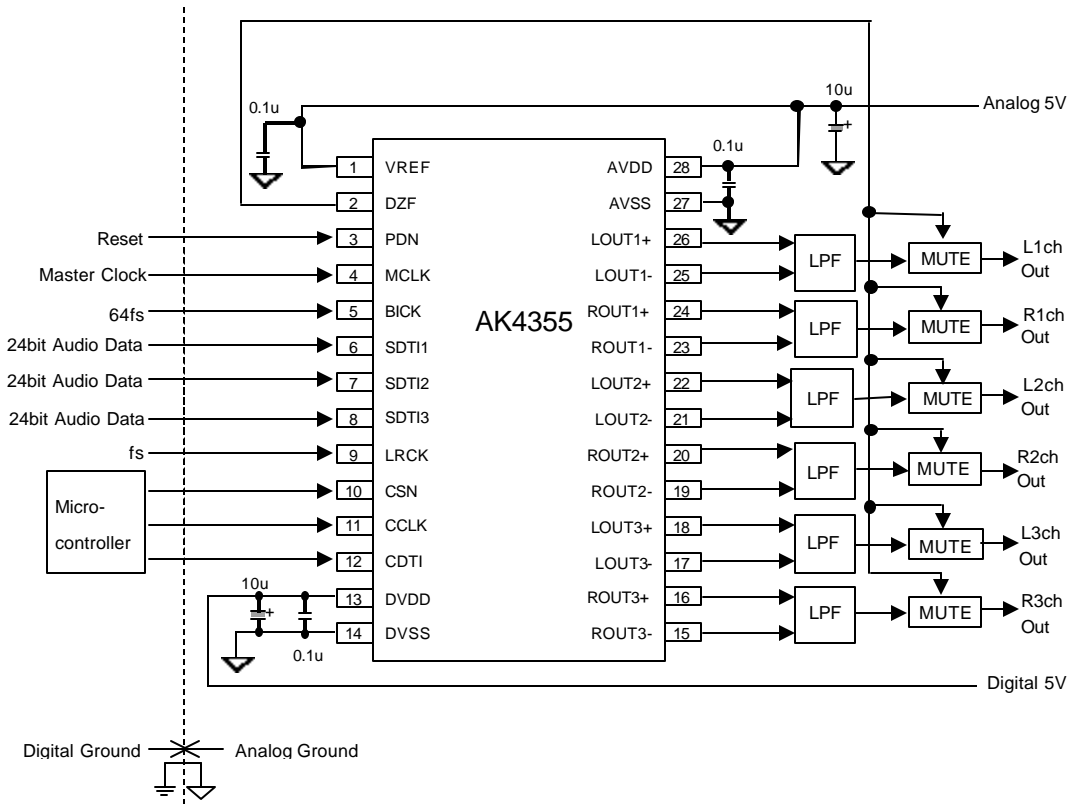 10u
Analog 5V
0.1u
0.1u
1 VREF AVDD 28
2 DZF AVSS 27
Reset 3 PDN LOUT1+ 26 LPF MUTE L1ch
Out
Master Clock 4 MCLK LOUT1- 25
64fs 5 BICK ROUT1+ 24 LPF MUTE R1ch
Out
AK4355
24bit Audio Data 6 SDTI1 ROUT1- 23
24bit Audio Data 7 SDTI2 LOUT2+ 22 LPF MUTE L2ch
Out
24bit Audio Data 8 SDTI3 LOUT2- 21
fs 9 LRCK ROUT2+ 20 LPF MUTE R2ch
Out
Micro-
controller
10 CSN ROUT2- 19
11 CCLK LOUT3+ 18 LPF MUTE L3ch
Out
12 CDTI LOUT3- 17
10u
+
13 DVDD ROUT3+ 16 LPF MUTE R3ch
Out
14 DVSS ROUT3- 15
0.1u
Digital 5V
Digital Ground Analog Ground